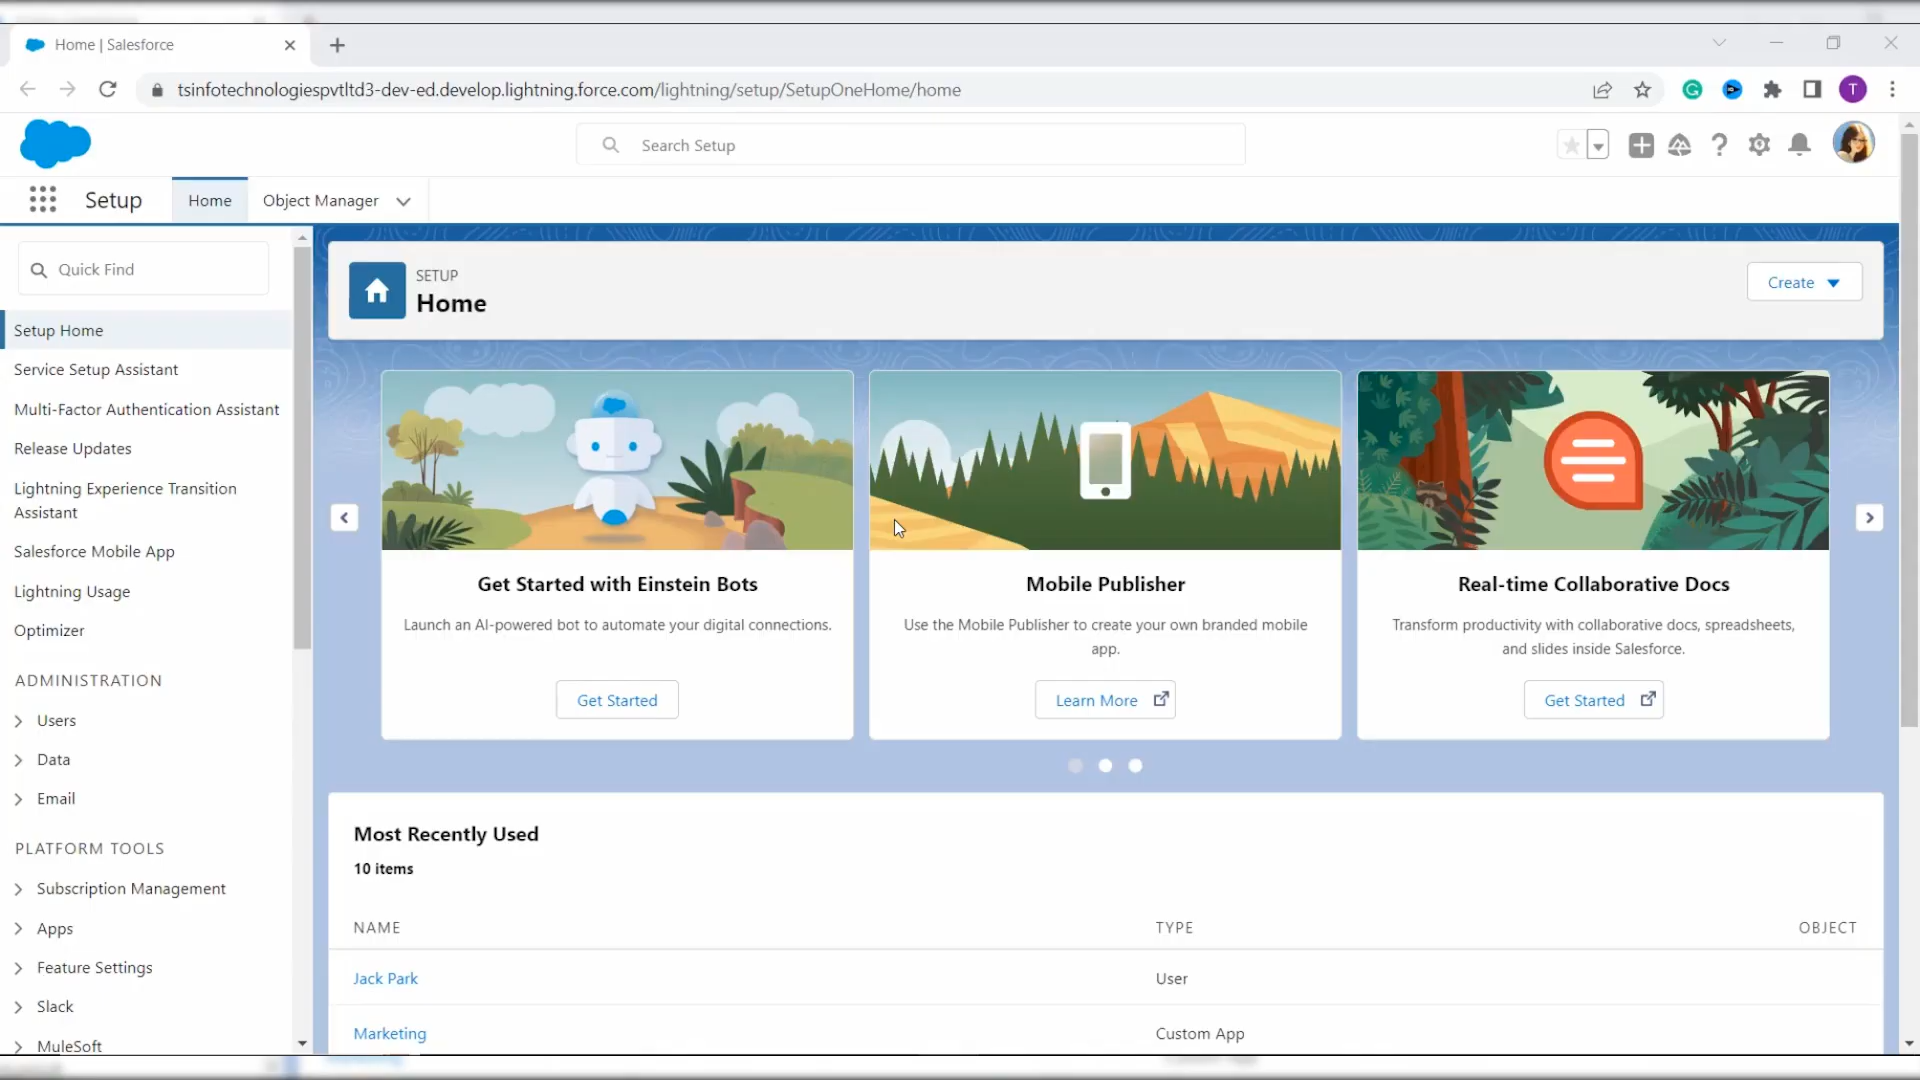 Home | Salesforce
tsinfotechnologiespvtltd3-dev-ed.develop.lightning.force.com/lightning/setup/SetupOneHome/home
T
Search Setup
Setup
Home
Object Manager
Quick Find
Setup Home
Service Setup Assistant
Multi-Factor Authentication Assistant
Release Updates
Lightning Experience Transition
Assistant
Salesforce Mobile App
Lightning Usage
Optimizer
ADMINISTRATION
Users
Data
Email
PLATFORM TOOLS
Subscription Management
Apps
Feature Settings
Slack
MuleSoft
SETUP
Home
Create
Get Started with Einstein Bots
Launch an AI-powered bot to automate your digital connections.
Get Started
Mobile Publisher
Use the Mobile Publisher to create your own branded mobile
app.
Learn More
Real-time Collaborative Docs
Transform productivity with collaborative docs, spreadsheets,
and slides inside Salesforce.
Get Started
Most Recently Used
10 items
NAME TYPE OBJECT
Jack Park User
Marketing Custom App